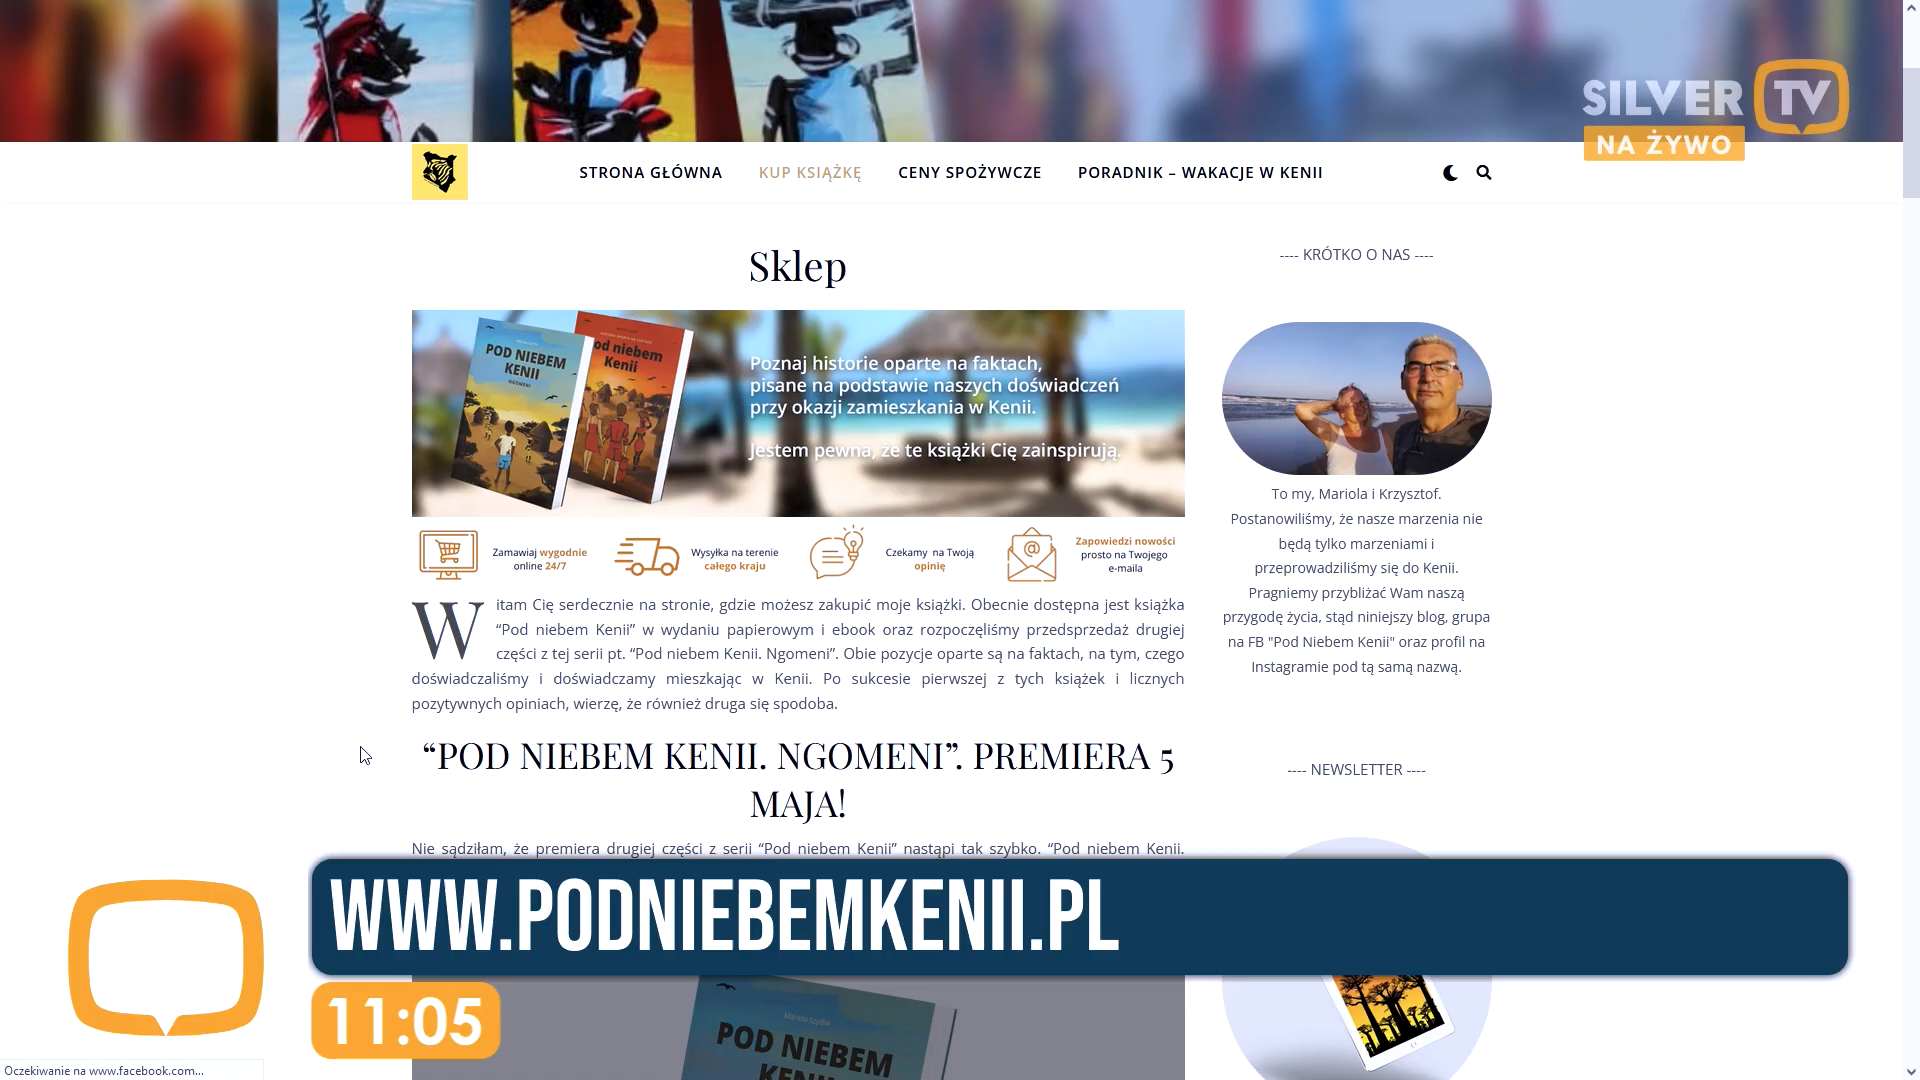 SILVER TV
NA ŻYWO
STRONA GŁÓWNA
KUP KSIĄŻKĘ
CENY SPOŻYWCZE
PORADNIK – WAKACJE W KENII
Sklep
POD NIEBEM
KENII
NGOMENI
od niebem
Kenii
Poznaj historie oparte na faktach,
pisane na podstawie naszych doświadczeń
przy okazji zamieszkania w Kenii.
Jestem pewna, że te książki Cię zainspirują.
Zamawiaj wygodnie
online 24/7
Wysyłka na terenie
całego kraju
Czekamy na Twoją
opinię
Zapowiedzi nowości
prosto na Twojego
e-maila
Witam Cię serdecznie na stronie, gdzie możesz zakupić moje książki. Obecnie dostępna jest książka
“Pod niebem Kenii” w wydaniu papierowym i ebook oraz rozpoczęliśmy przedsprzedaż drugiej
części z tej serii pt. “Pod niebem Kenii. Ngomeni”. Obie pozycje oparte są na faktach, na tym, czego
doświadczaliśmy i doświadczamy mieszkając w Kenii. Po sukcesie pierwszej z tych książek i licznych
pozytywnych opiniach, wierzę, że również druga się spodoba.
“POD NIEBEM KENII. NGOMENI”. PREMIERA 5
MAJA!
Nie sądziłam, że premiera drugiej części z serii “Pod niebem Kenii” nastąpi tak szybko. “Pod niebem Kenii.
---- KRÓTKO O NAS ----
To my, Mariola i Krzysztof.
Postanowiliśmy, że nasze marzenia nie
będą tylko marzeniami i
przeprowadziliśmy się do Kenii.
Pragniemy przybliżać Wam naszą
przygodę życia, stąd niniejszy blog, grupa
na FB "Pod Niebem Kenii" oraz profil na
Instagramie pod tą samą nazwą.
---- NEWSLETTER ----
WWW.PODNIEBEMKENII.PL
11:05
Mariola Szydło
POD NIEBEM
KENII
Oczekiwanie na www.facebook.com...